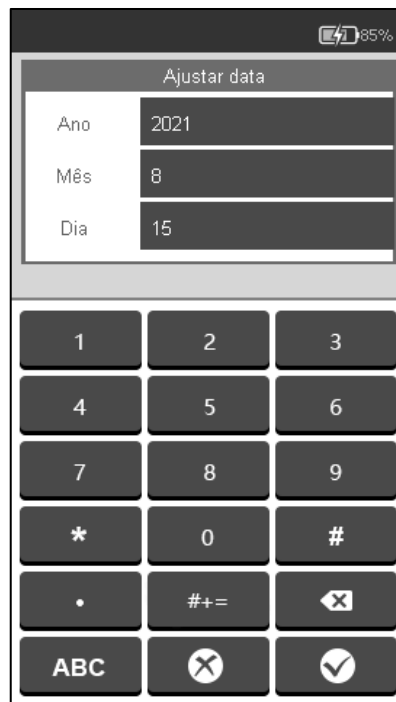 85%
Ajustar data
Ano 2021
Mês 8
Dia 15
1 2 3
4 5 6
7 8 9
* 0 #
. #+=
ABC